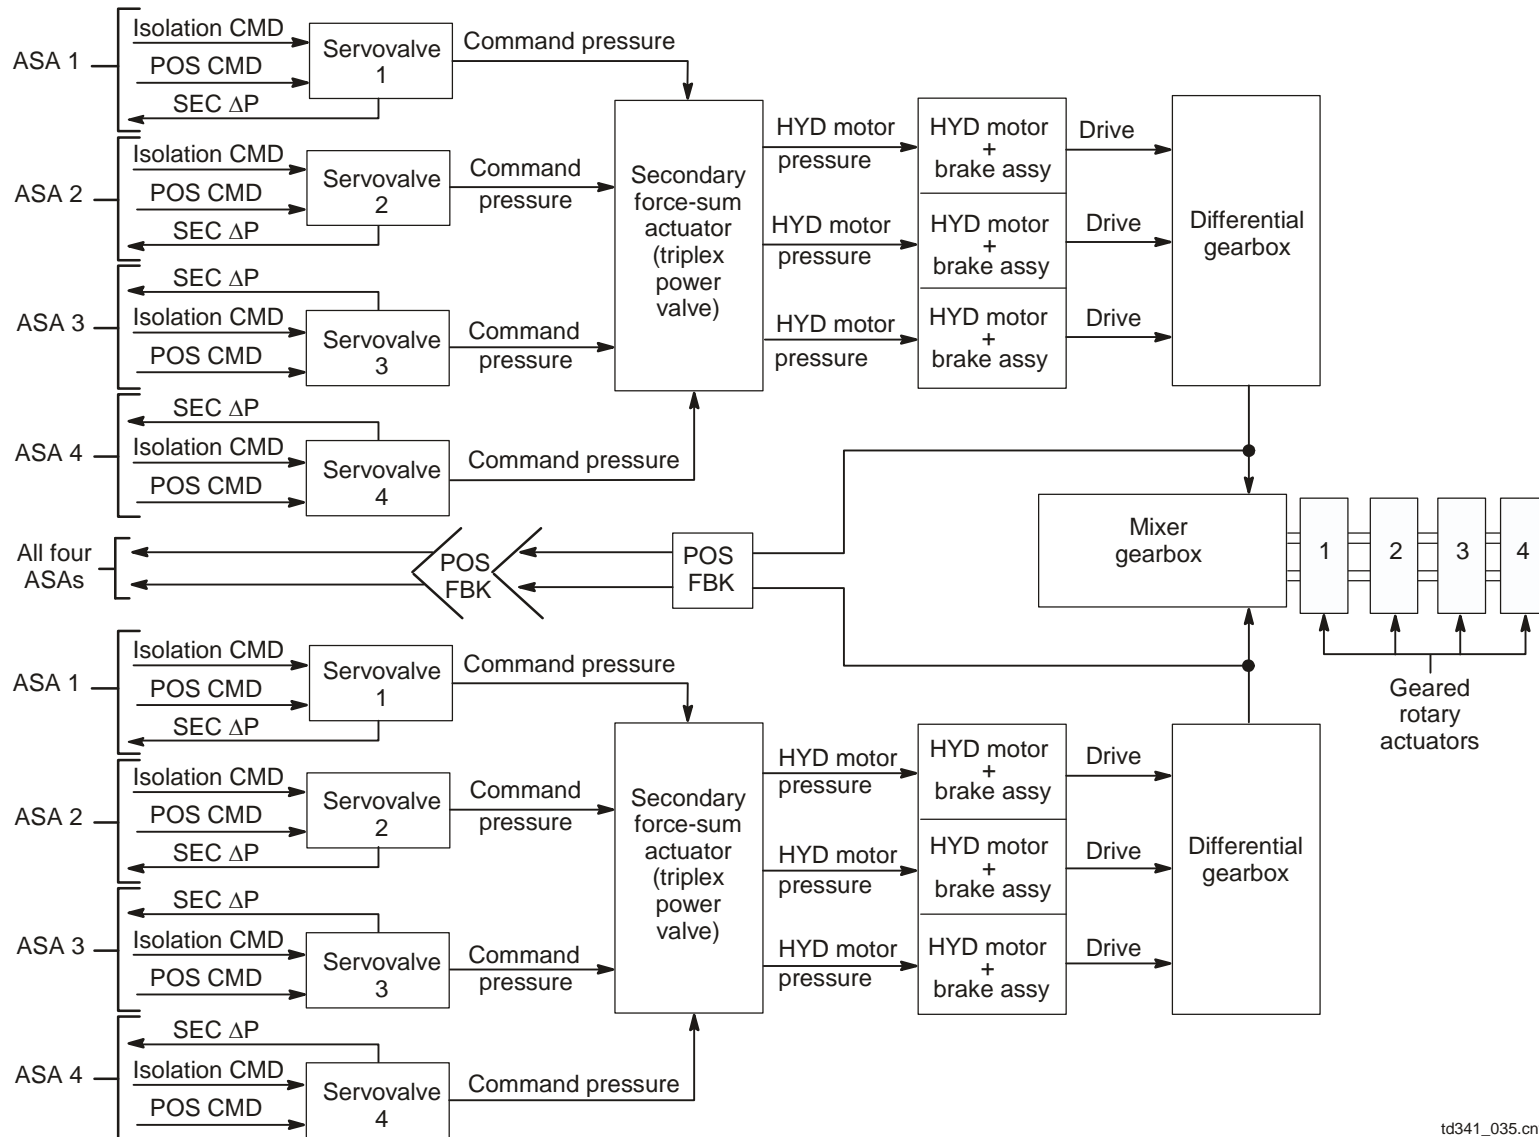 ASA 1
Isolation CMD
POS CMD
SEC ΔP
Servovalve
1
Command pressure
ASA 2
Isolation CMD
POS CMD
SEC ΔP
Servovalve
2
Command
pressure
ASA 3
SEC ΔP
Isolation CMD
POS CMD
Servovalve
3
Command
pressure
ASA 4
SEC ΔP
Isolation CMD
POS CMD
Servovalve
4
Command pressure
Secondary
force-sum
actuator
(triplex
power
valve)
HYD motor
pressure
HYD motor
pressure
HYD motor
pressure
HYD motor
+
brake assy
HYD motor
+
brake assy
HYD motor
+
brake assy
Drive
Drive
Drive
Differential
gearbox
All four
ASAs
POS
FBK
POS
FBK
Mixer
gearbox
1
2
3
4
Geared
rotary
actuators
ASA 1
Isolation CMD
POS CMD
SEC ΔP
Servovalve
1
Command pressure
ASA 2
Isolation CMD
POS CMD
SEC ΔP
Servovalve
2
Command
pressure
ASA 3
SEC ΔP
Isolation CMD
POS CMD
Servovalve
3
Command
pressure
ASA 4
SEC ΔP
Isolation CMD
POS CMD
Servovalve
4
Command pressure
Secondary
force-sum
actuator
(triplex
power
valve)
HYD motor
pressure
HYD motor
pressure
HYD motor
pressure
HYD motor
+
brake assy
HYD motor
+
brake assy
HYD motor
+
brake assy
Drive
Drive
Drive
Differential
gearbox
td341_035.cn